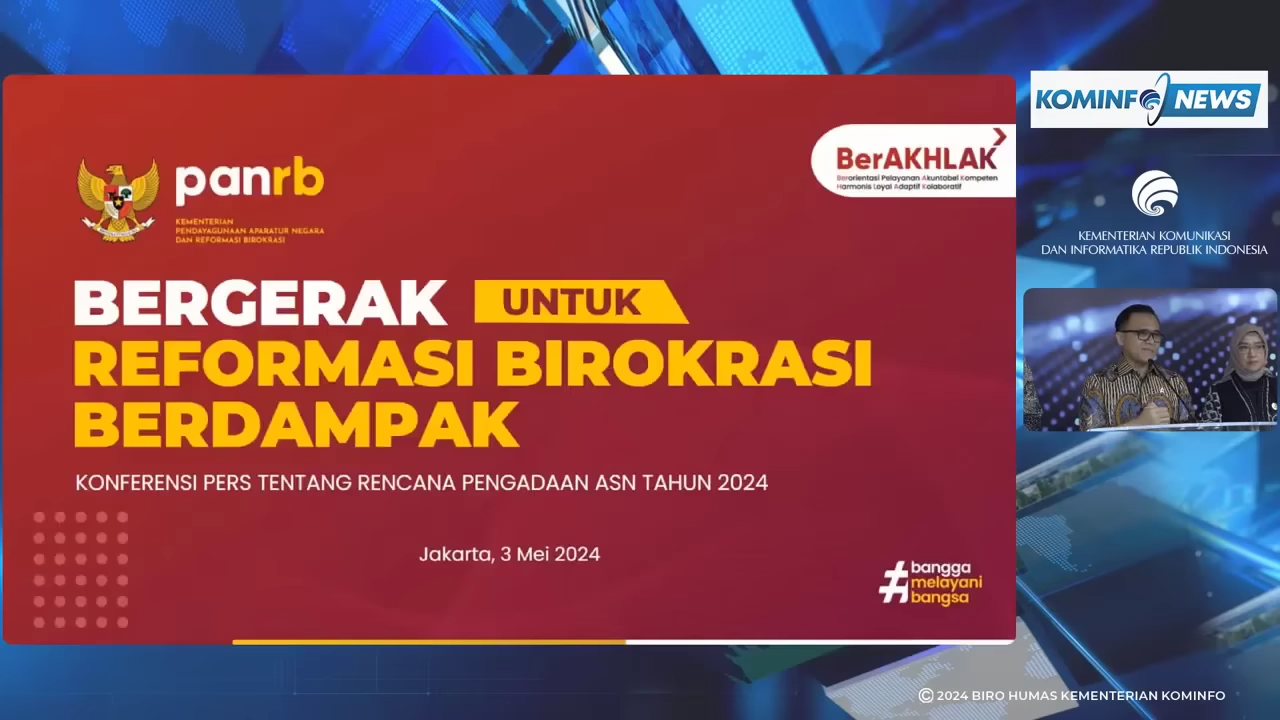 panrb
KEMENTERIAN
PENDAYAGUNAAN APARATUR NEGARA
DAN REFORMASI BIROKRASI
BerAKHLAK
Berorientasi Pelayanan Akuntabel Kompeten
Harmonis Loyal Adaptif Kolaboratif
BERGERAK UNTUK
REFORMASI BIROKRASI
BERDAMPAK
KONFERENSI PERS TENTANG RENCANA PENGADAAN ASN TAHUN 2024
Jakarta, 3 Mei 2024
#bangga
melayani
bangsa
KOMINFO NEWS
KEMENTERIAN KOMUNIKASI
DAN INFORMATIKA REPUBLIK INDONESIA
© 2024 BIRO HUMAS KEMENTERIAN KOMINFO